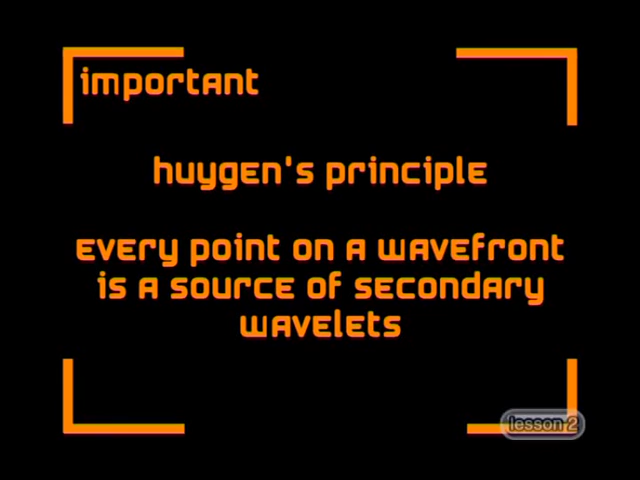 important
huygen's principle
every point on a wavefront
is a source of secondary
wavelets
lesson 2